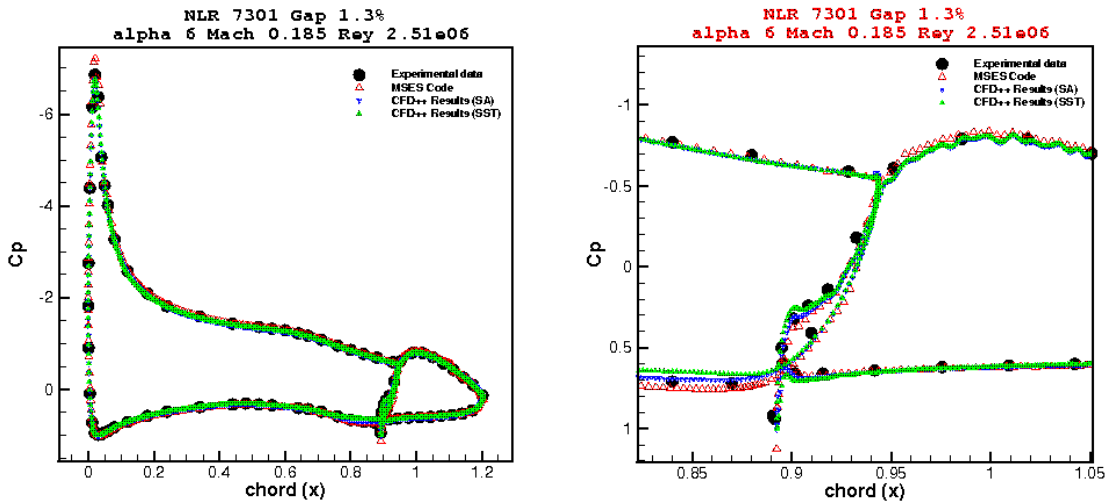 NLR 7301 Gap 1.3%
alpha 6 Mach 0.185 Rey 2.51e06
Experimental data
MSES Code
CFD++ Results (SA)
CFD++ Results (SST)
-6
-4
-2
0
Cp
0
0.2
0.4
0.6
0.8
1
1.2
chord (x)
NLR 7301 Gap 1.3%
alpha 6 Mach 0.185 Rey 2.51e06
Experimental data
MSES Code
CFD++ Results (SA)
CFD++ Results (SST)
-1
-0.5
0
0.5
1
Cp
0.85
0.9
0.95
1
1.05
chord (x)